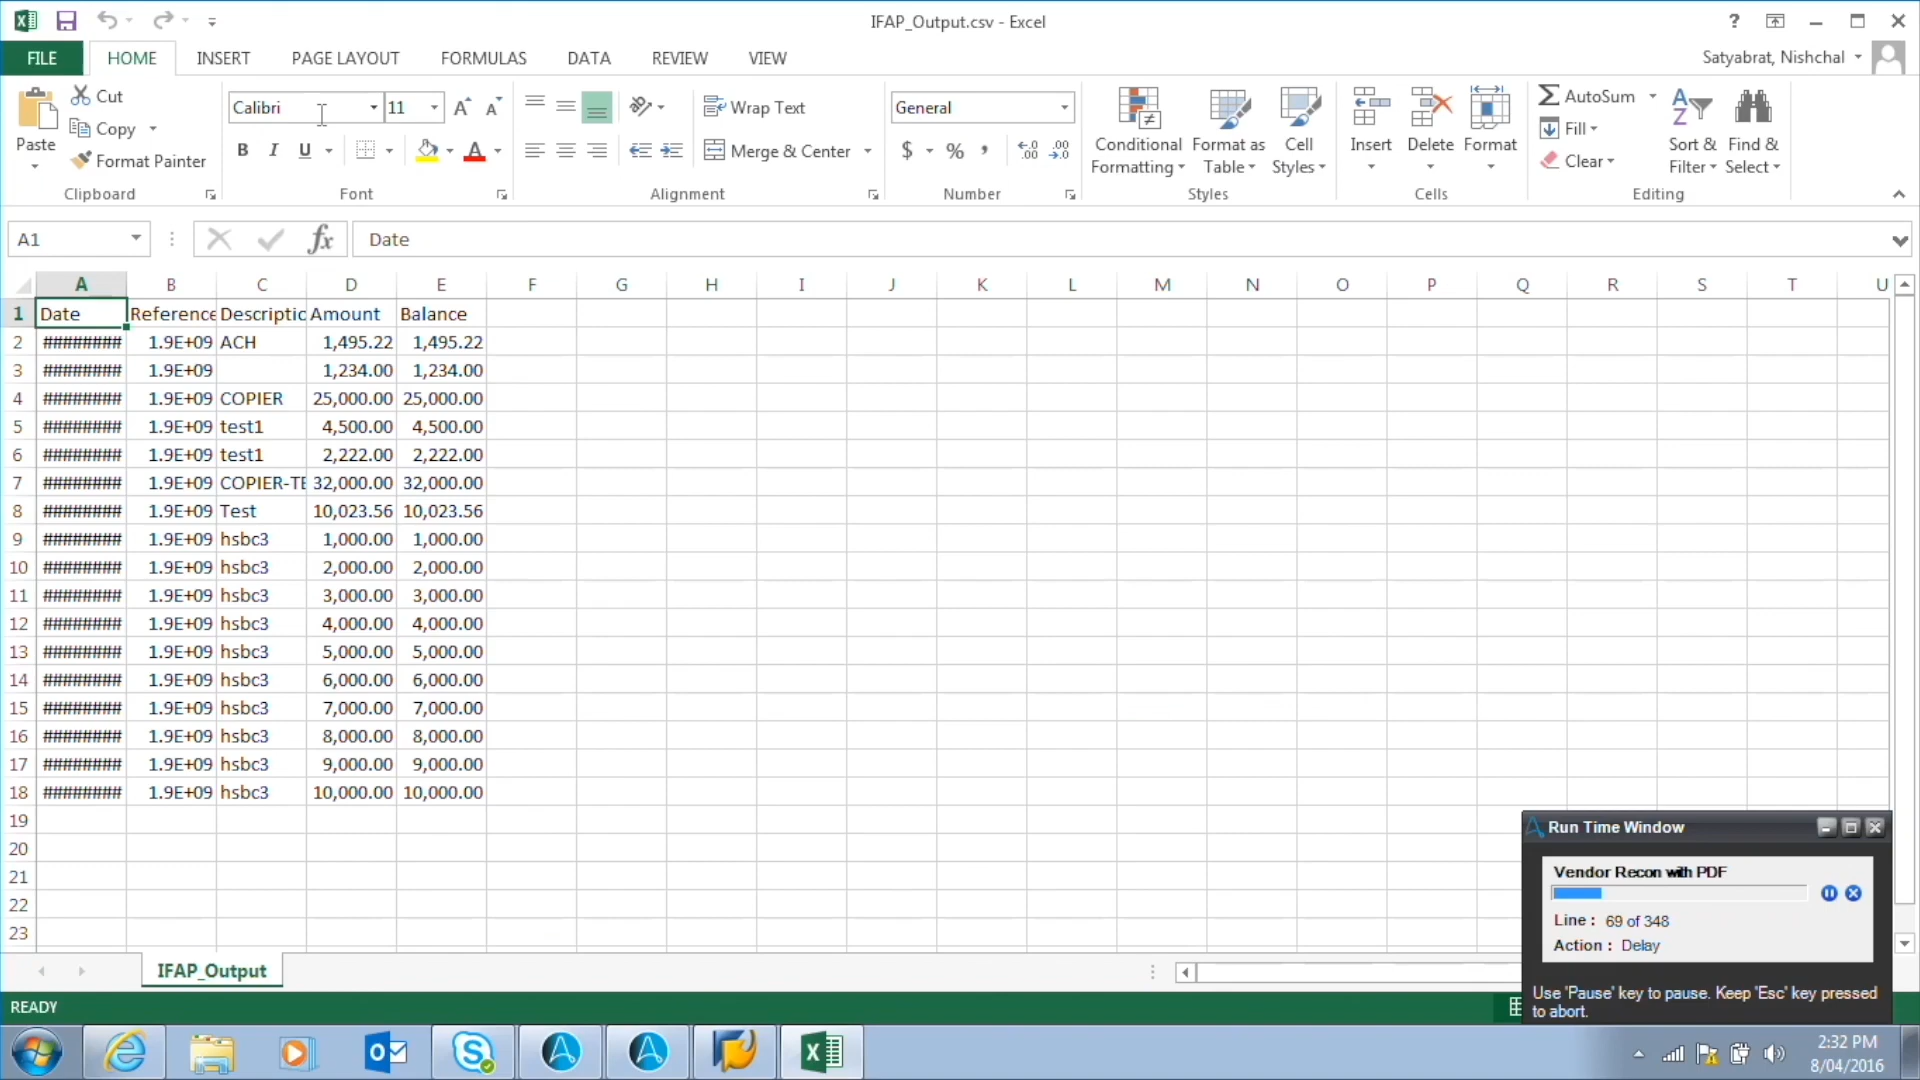 IFAP_Output.csv - Excel
?
FILE HOME INSERT PAGE LAYOUT FORMULAS DATA REVIEW VIEW
Satyabrat, Nishchal
Paste
Cut
Copy
Format Painter
Clipboard
Calibri 11
B I U
Font
Wrap Text
Merge & Center
Alignment
General
$ % ,
Number
Conditional Formatting
Format as Table
Cell Styles
Styles
Insert Delete Format
Cells
AutoSum
Fill
Clear
Sort & Filter
Find & Select
Editing
A1 fx Date
A B C D E F G H I J K L M N O P Q R S T U
1 Date Reference Descriptic Amount Balance
2 ######## 1.9E+09 ACH 1,495.22 1,495.22
3 ######## 1.9E+09 1,234.00 1,234.00
4 ######## 1.9E+09 COPIER 25,000.00 25,000.00
5 ######## 1.9E+09 test1 4,500.00 4,500.00
6 ######## 1.9E+09 test1 2,222.00 2,222.00
7 ######## 1.9E+09 COPIER-TE 32,000.00 32,000.00
8 ######## 1.9E+09 Test 10,023.56 10,023.56
9 ######## 1.9E+09 hsbc3 1,000.00 1,000.00
10 ######## 1.9E+09 hsbc3 2,000.00 2,000.00
11 ######## 1.9E+09 hsbc3 3,000.00 3,000.00
12 ######## 1.9E+09 hsbc3 4,000.00 4,000.00
13 ######## 1.9E+09 hsbc3 5,000.00 5,000.00
14 ######## 1.9E+09 hsbc3 6,000.00 6,000.00
15 ######## 1.9E+09 hsbc3 7,000.00 7,000.00
16 ######## 1.9E+09 hsbc3 8,000.00 8,000.00
17 ######## 1.9E+09 hsbc3 9,000.00 9,000.00
18 ######## 1.9E+09 hsbc3 10,000.00 10,000.00
19
20
21
22
23
Run Time Window
Vendor Recon with PDF
Line : 69 of 348
Action : Delay
Use 'Pause' key to pause. Keep 'Esc' key pressed
to abort.
IFAP_Output
READY
2:32 PM
8/04/2016